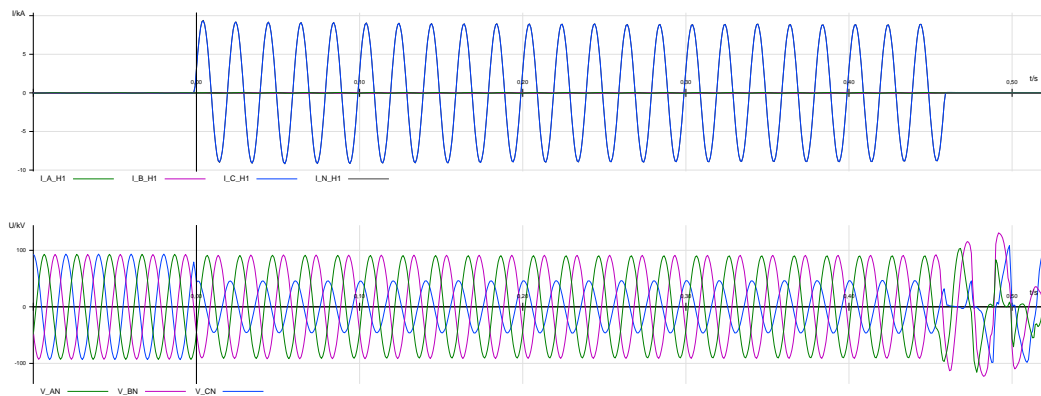 I/kA
5
0,00 0,10 0,20 0,30 0,40 0,50 t/s
0
-5
-10
I_A_H1 I_B_H1 I_C_H1 I_N_H1
U/kV
100
0,00 0,10 0,20 0,30 0,40 0,50 t/s
0
-100
V_AN V_BN V_CN